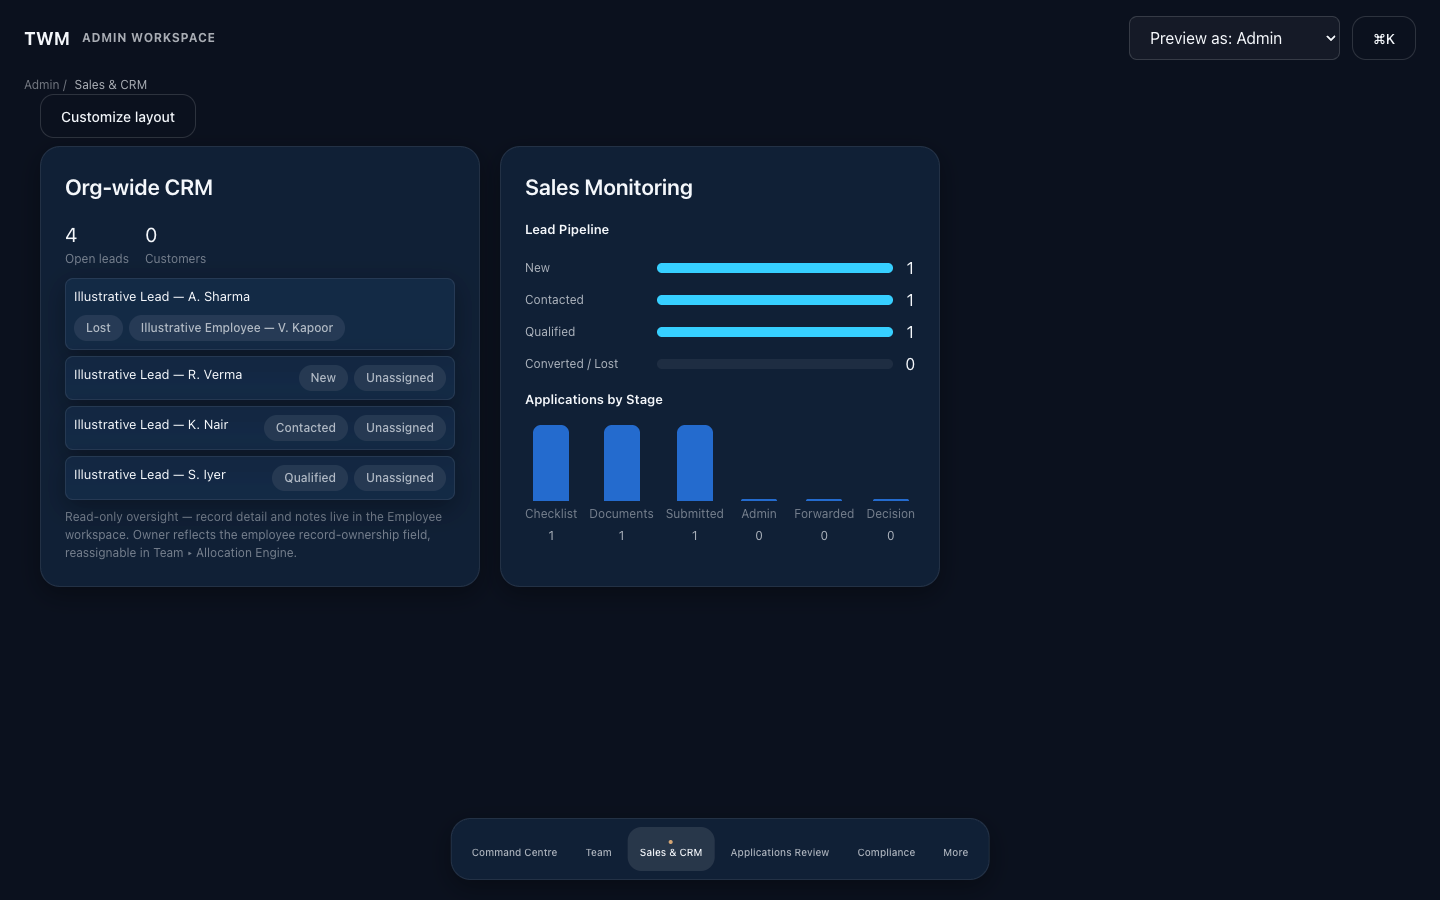 TWM ADMIN WORKSPACE
Preview as: Admin
⌘K
Admin / Sales & CRM
Customize layout
Org-wide CRM
4 0
Open leads Customers
Illustrative Lead — A. Sharma
Lost Illustrative Employee — V. Kapoor
Illustrative Lead — R. Verma New Unassigned
Illustrative Lead — K. Nair Contacted Unassigned
Illustrative Lead — S. Iyer Qualified Unassigned
Read-only oversight — record detail and notes live in the Employee
workspace. Owner reflects the employee record-ownership field,
reassignable in Team ‣ Allocation Engine.
Sales Monitoring
Lead Pipeline
New 1
Contacted 1
Qualified 1
Converted / Lost 0
Applications by Stage
Checklist Documents Submitted Admin Forwarded Decision
1 1 1 0 0 0
Command Centre Team Sales & CRM Applications Review Compliance More